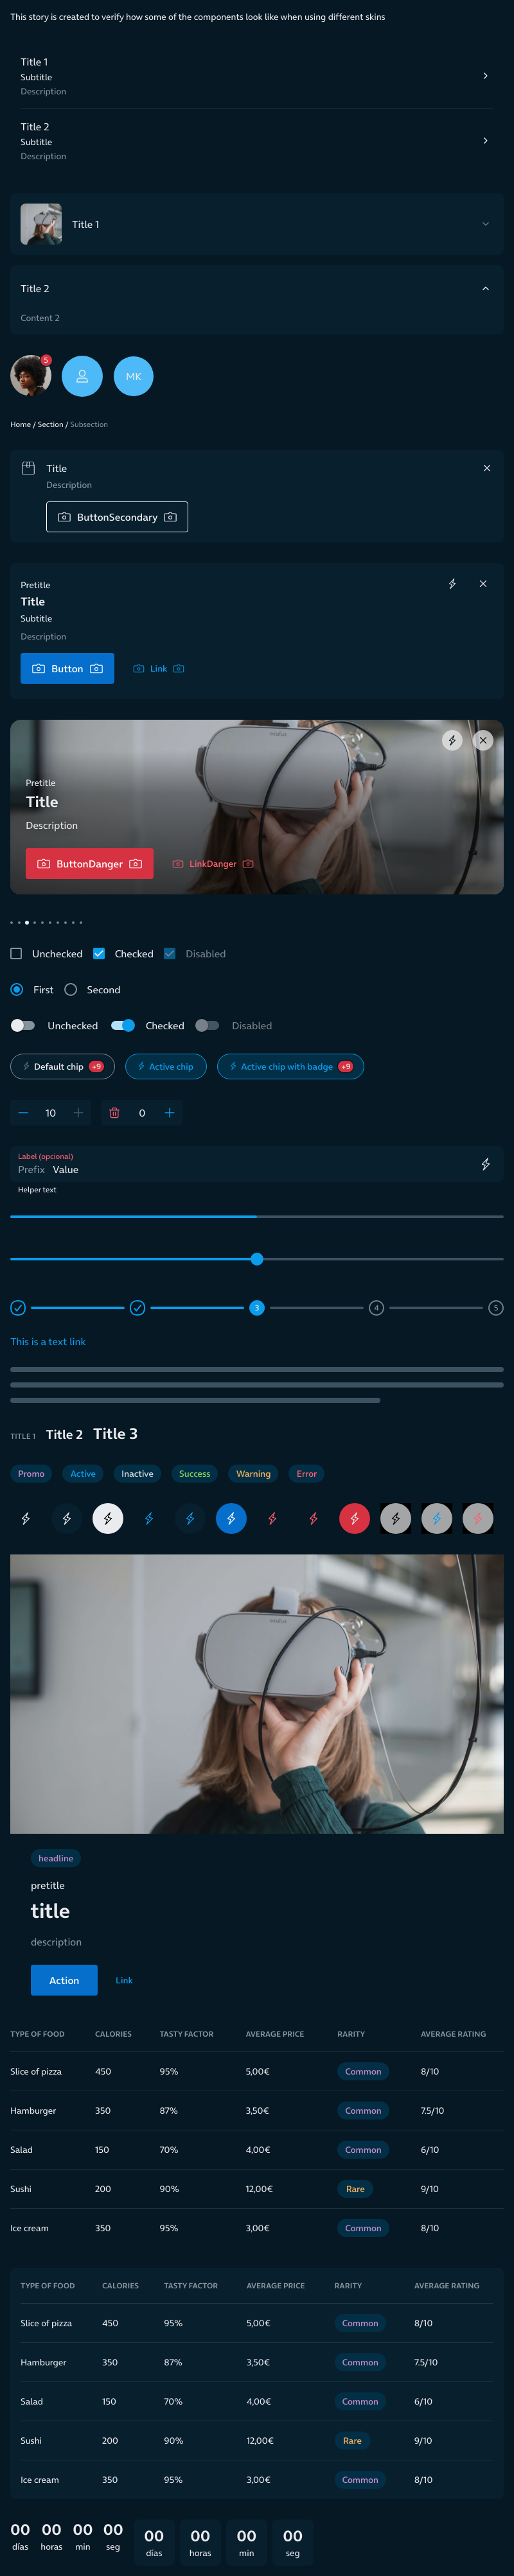 This story is created to verify how some of the components look like when using different skins
Title 1
Subtitle
Description
Title 2
Subtitle
Description
Title 1
Title 2
Content 2
5
MK
Home / Section / Subsection
Title
Description
ButtonSecondary
Pretitle
Title
Subtitle
Description
Button Link
oculus
Pretitle
Title
Description
ButtonDanger LinkDanger
Unchecked Checked Disabled
First Second
Unchecked Checked Disabled
Default chip +9 Active chip Active chip with badge +9
10 0
Label (opcional)
Prefix Value
Helper text
3 4 5
This is a text link
TITLE 1 Title 2 Title 3
Promo Active Inactive Success Warning Error
headline
pretitle
title
description
Action Link
TYPE OF FOOD CALORIES TASTY FACTOR AVERAGE PRICE RARITY AVERAGE RATING
Slice of pizza 450 95% 5,00€ Common 8/10
Hamburger 350 87% 3,50€ Common 7.5/10
Salad 150 70% 4,00€ Common 6/10
Sushi 200 90% 12,00€ Rare 9/10
Ice cream 350 95% 3,00€ Common 8/10
TYPE OF FOOD CALORIES TASTY FACTOR AVERAGE PRICE RARITY AVERAGE RATING
Slice of pizza 450 95% 5,00€ Common 8/10
Hamburger 350 87% 3,50€ Common 7.5/10
Salad 150 70% 4,00€ Common 6/10
Sushi 200 90% 12,00€ Rare 9/10
Ice cream 350 95% 3,00€ Common 8/10
00 00 00 00 00 00 00 00
días horas min seg días horas min seg